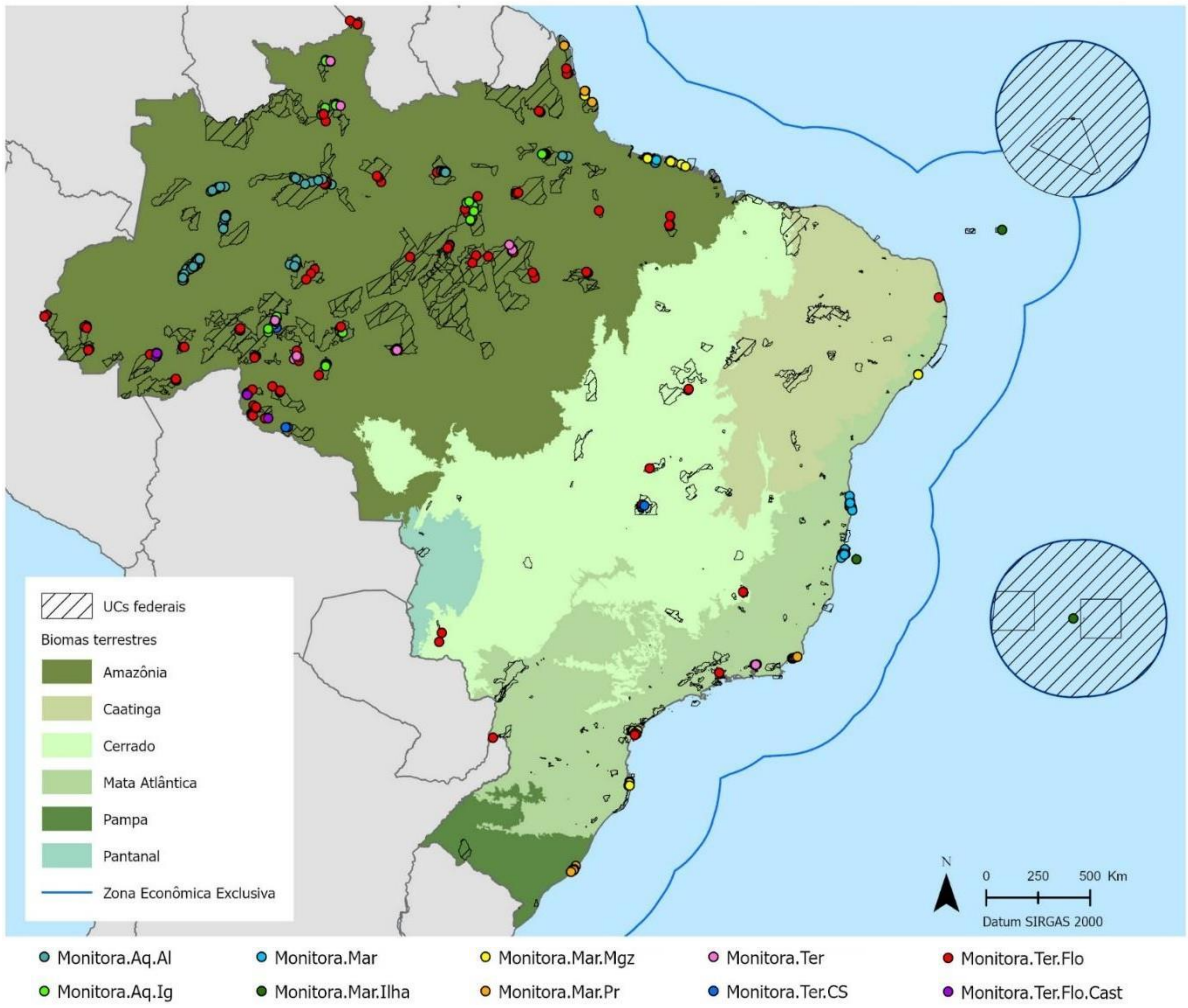 UCs federais
Biomas terrestres
Amazônia
Caatinga
Cerrado
Mata Atlântica
Pampa
Pantanal
Zona Econômica Exclusiva
N
0 250 500 Km
Datum SIRGAS 2000
Monitora.Aq.Al Monitora.Mar Monitora.Mar.Mgz Monitora.Ter Monitora.Ter.Flo
Monitora.Aq.Ig Monitora.Mar.Ilha Monitora.Mar.Pr Monitora.Ter.CS Monitora.Ter.Flo.Cast